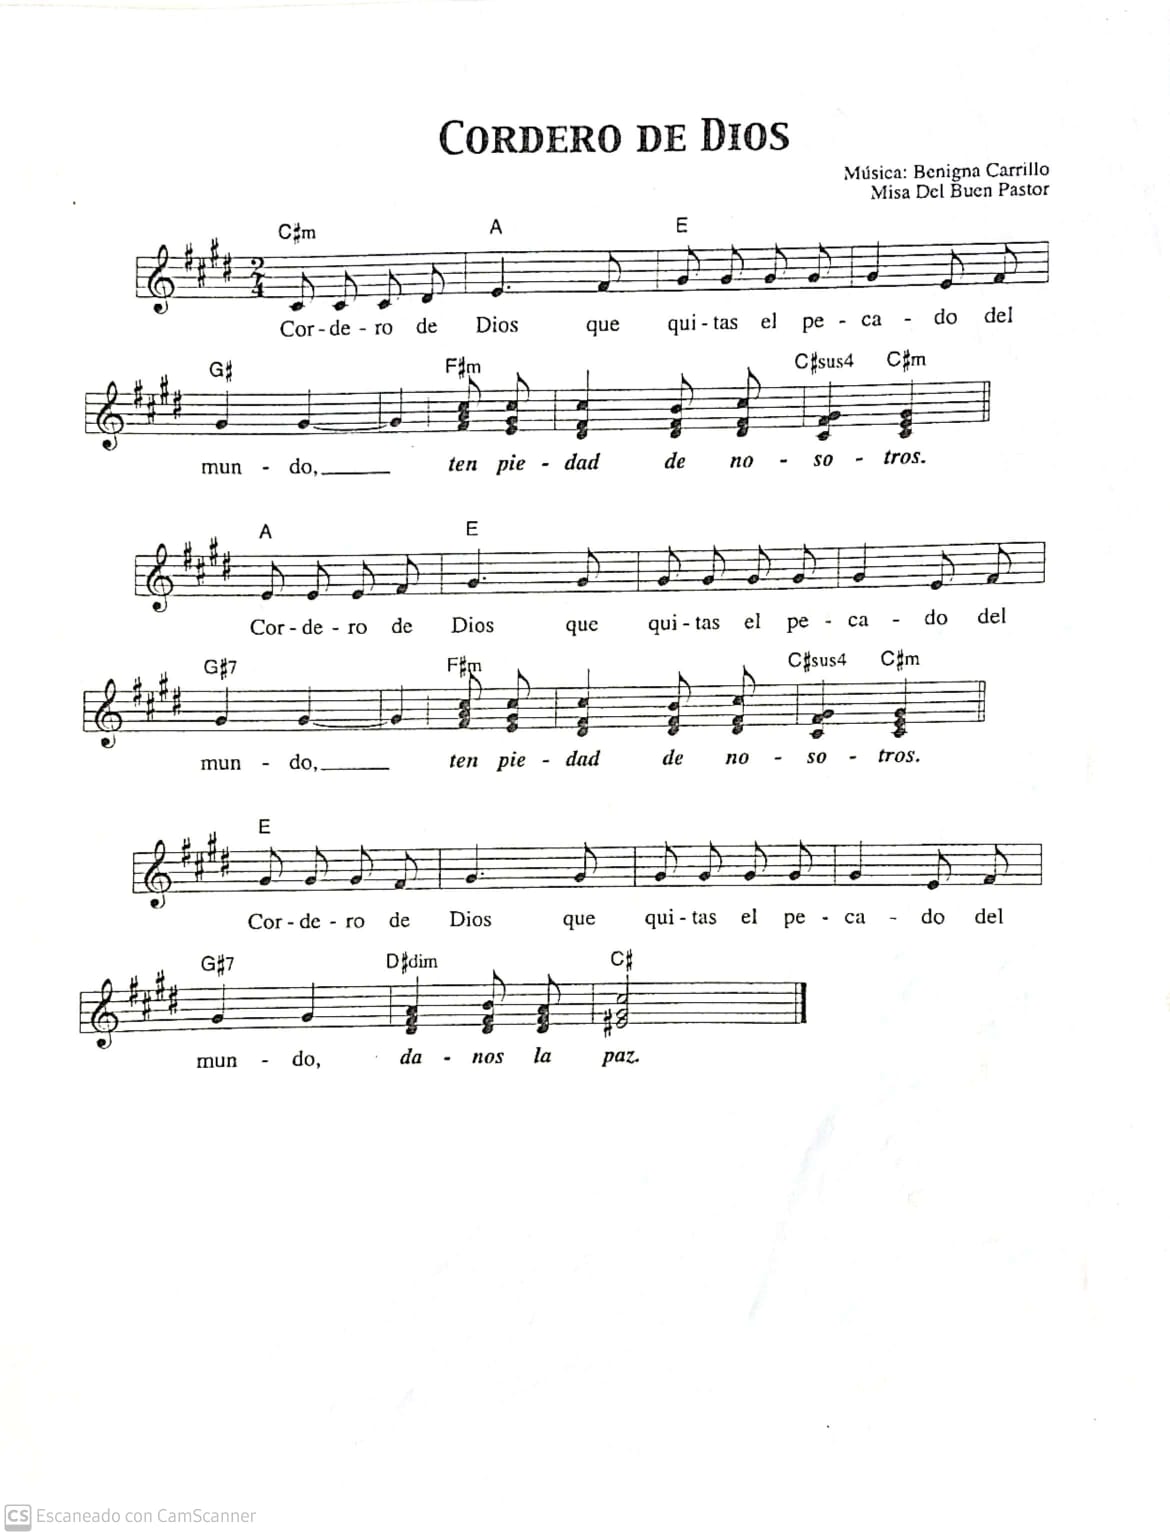 CORDERO DE DIOS
Música: Benigna Carrillo
Misa Del Buen Pastor
C♯m A E
2/4
Cor - de - ro de Dios que qui - tas el pe - ca - do del
G♯ F♯m C♯sus4 C♯m
mun - do,______ ten pie - dad de no - so - tros.
A E
Cor - de - ro de Dios que qui - tas el pe - ca - do del
G♯7 F♯m C♯sus4 C♯m
mun - do,______ ten pie - dad de no - so - tros.
E
Cor - de - ro de Dios que qui - tas el pe - ca - do del
G♯7 D♯dim C♯
mun - do, da - nos la paz.
CS Escaneado con CamScanner